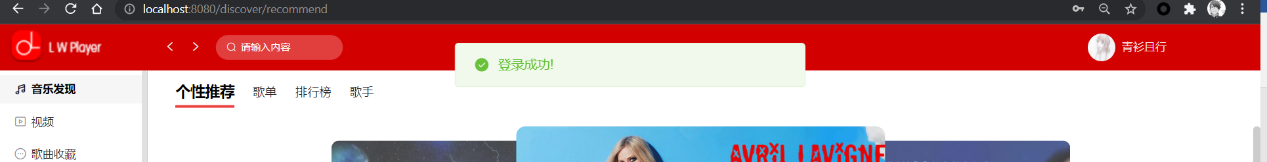 localhost:8080/discover/recommend
L W Player
请输入内容
登录成功!
青衫且行
音乐发现
个性推荐 歌单 排行榜 歌手
视频
歌曲收藏
AVRIL LAVIGNE